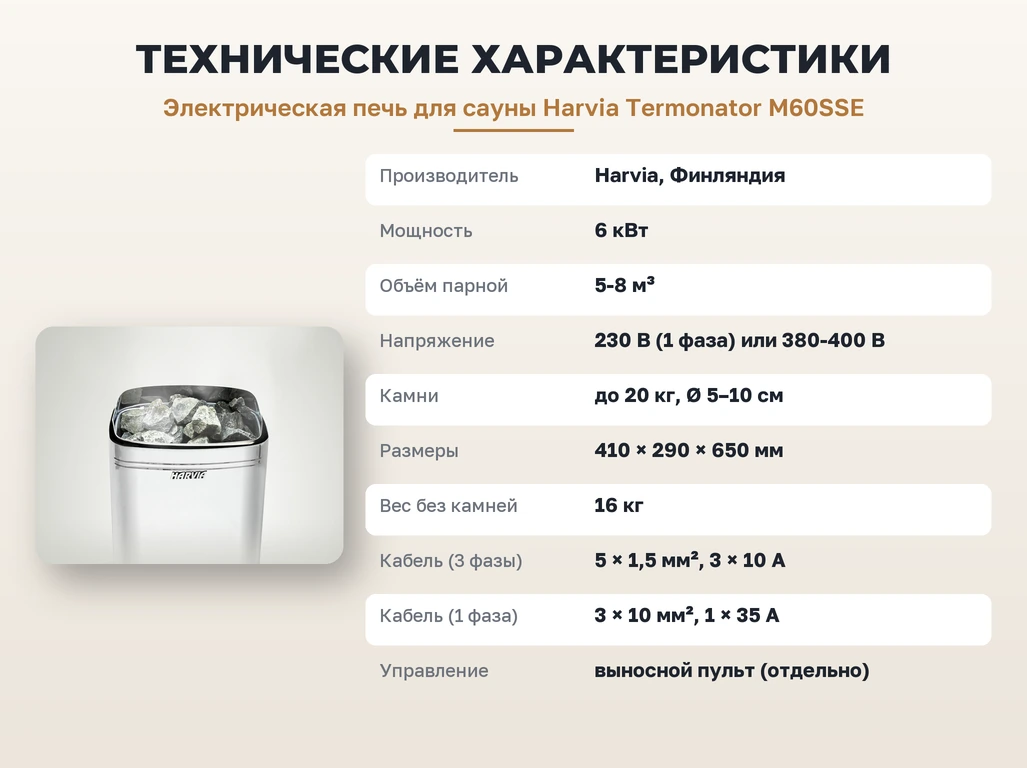 ТЕХНИЧЕСКИЕ ХАРАКТЕРИСТИКИ
Электрическая печь для сауны Harvia Termonator M60SSE
Производитель Harvia, Финляндия
Мощность 6 кВт
Объём парной 5-8 м³
Напряжение 230 В (1 фаза) или 380-400 В
Камни до 20 кг, Ø 5–10 см
Размеры 410 × 290 × 650 мм
Вес без камней 16 кг
Кабель (3 фазы) 5 × 1,5 мм², 3 × 10 А
Кабель (1 фаза) 3 × 10 мм², 1 × 35 А
Управление выносной пульт (отдельно)
HARVIA